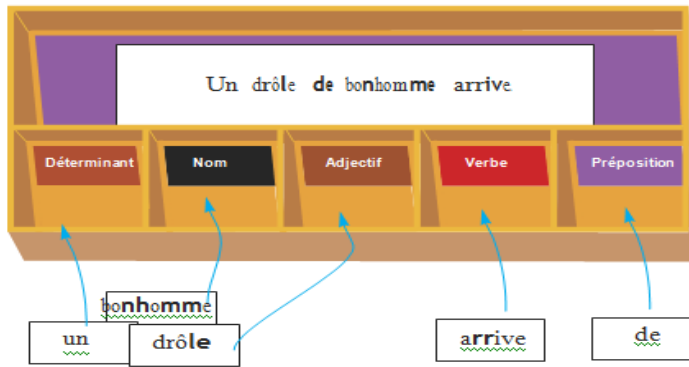 Un drôle de bonhomme arrive.
Déterminant
Nom
Adjectif
Verbe
Préposition
bonhomme
un
drôle
arrive
de